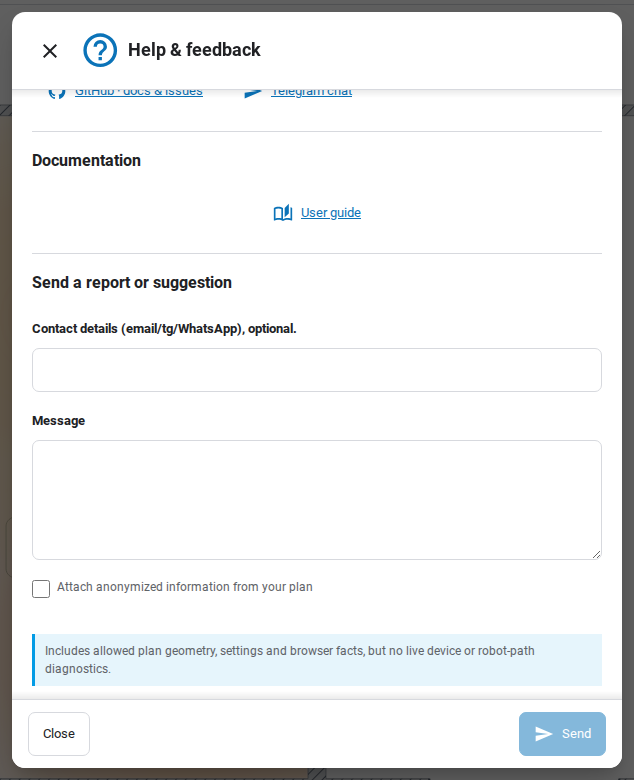 Help & feedback
GitHub · docs & issues
Telegram chat
Documentation
User guide
Send a report or suggestion
Contact details (email/tg/WhatsApp), optional.
Message
Attach anonymized information from your plan
Includes allowed plan geometry, settings and browser facts, but no live device or robot-path
diagnostics.
Close
Send